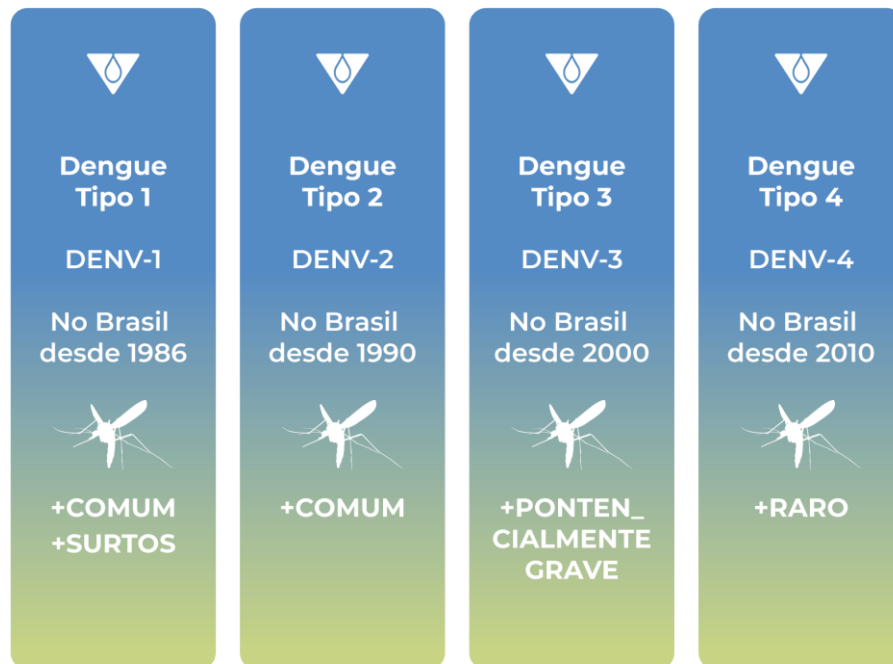 Dengue
Tipo 1
DENV-1
No Brasil
desde 1986
+COMUM
+SURTOS
Dengue
Tipo 2
DENV-2
No Brasil
desde 1990
+COMUM
Dengue
Tipo 3
DENV-3
No Brasil
desde 2000
+PONTEN_
CIALMENTE
GRAVE
Dengue
Tipo 4
DENV-4
No Brasil
desde 2010
+RARO